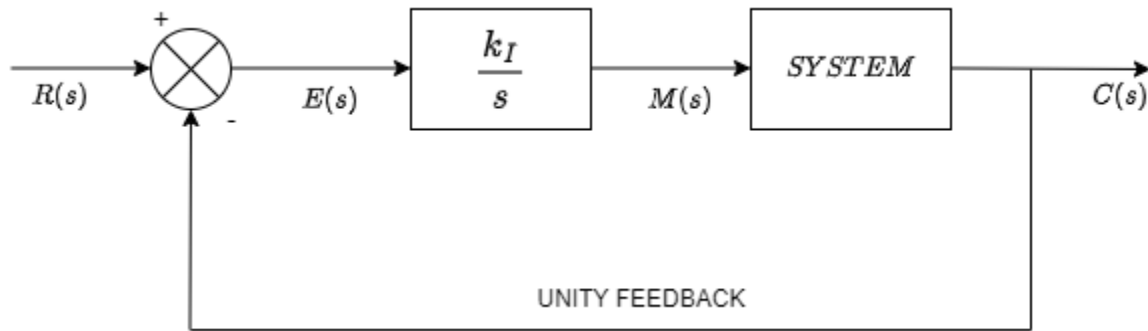 +
k_I
s
SYSTEM
R(s)
E(s)
M(s)
C(s)
-
UNITY FEEDBACK